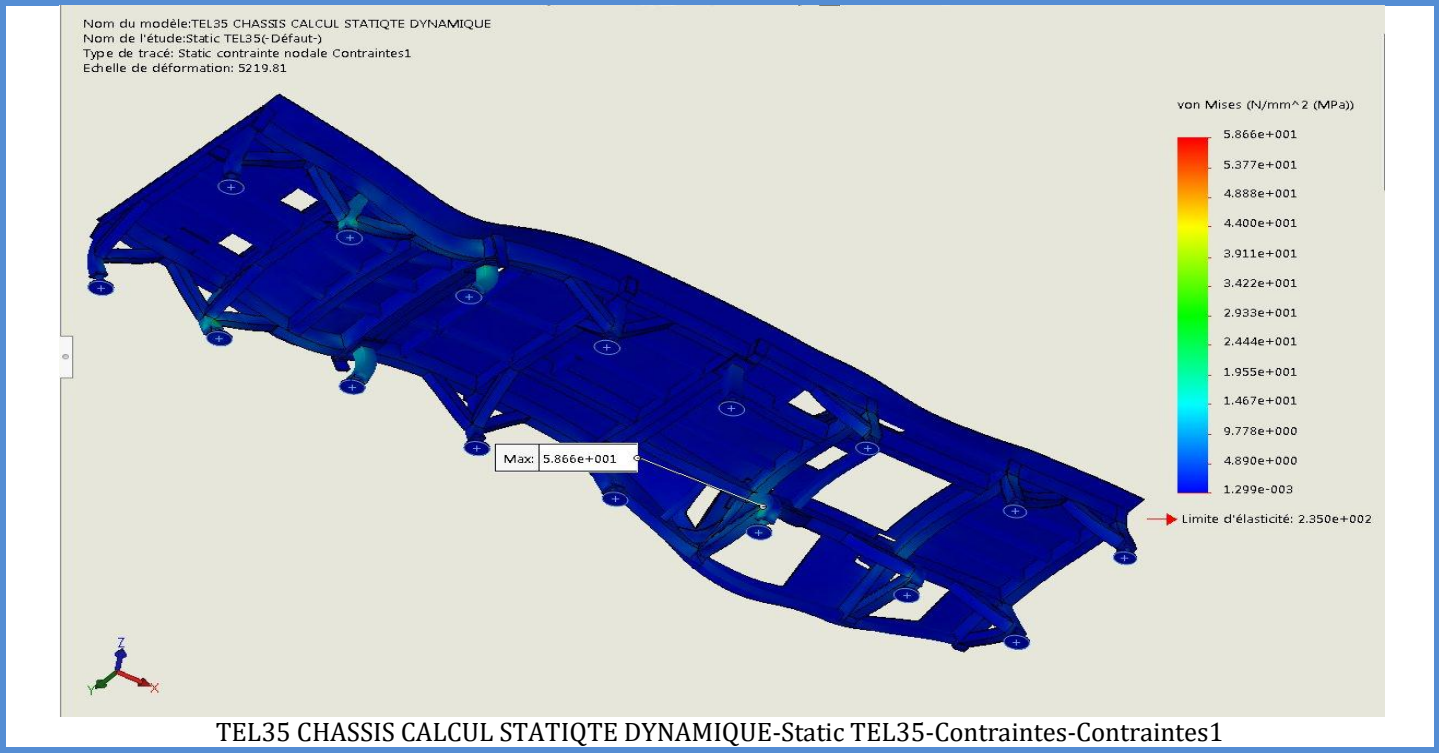 Nom du modèle:TEL35 CHASSIS CALCUL STATIQTE DYNAMIQUE
Nom de l'étude:Static TEL35(-Défaut-)
Type de tracé: Static contrainte nodale Contraintes1
Echelle de déformation: 5219.81
von Mises (N/mm^2 (MPa))
5.866e+001
5.377e+001
4.888e+001
4.400e+001
3.911e+001
3.422e+001
2.933e+001
2.444e+001
1.955e+001
1.467e+001
9.778e+000
4.890e+000
1.299e-003
Limite d'élasticité: 2.350e+002
Max: 5.866e+001
Z
Y
X
TEL35 CHASSIS CALCUL STATIQTE DYNAMIQUE-Static TEL35-Contraintes-Contraintes1